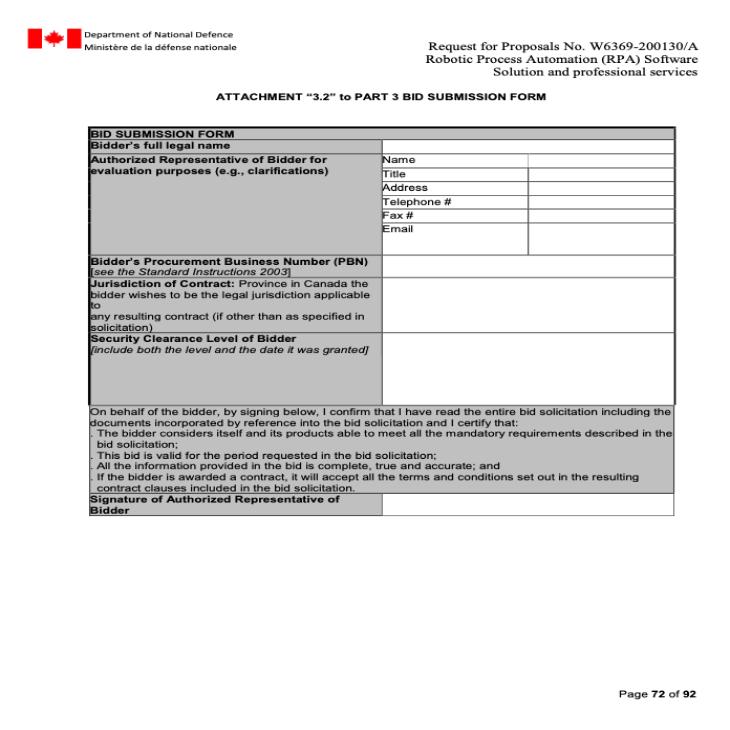 Department of National Defence
Ministère de la défense nationale
Request for Proposals No. W6369-200130/A
Robotic Process Automation (RPA) Software
Solution and professional services
ATTACHMENT “3.2” to PART 3 BID SUBMISSION FORM
BID SUBMISSION FORM
Bidder's full legal name
Authorized Representative of Bidder for
evaluation purposes (e.g., clarifications)
Name
Title
Address
Telephone #
Fax #
Email
Bidder's Procurement Business Number (PBN)
[see the Standard Instructions 2003]
Jurisdiction of Contract: Province in Canada the
bidder wishes to be the legal jurisdiction applicable
to
any resulting contract (if other than as specified in
solicitation)
Security Clearance Level of Bidder
[include both the level and the date it was granted]
On behalf of the bidder, by signing below, I confirm that I have read the entire bid solicitation including the
documents incorporated by reference into the bid solicitation and I certify that:
. The bidder considers itself and its products able to meet all the mandatory requirements described in the
bid solicitation;
. This bid is valid for the period requested in the bid solicitation;
. All the information provided in the bid is complete, true and accurate; and
. If the bidder is awarded a contract, it will accept all the terms and conditions set out in the resulting
contract clauses included in the bid solicitation.
Signature of Authorized Representative of
Bidder
Page 72 of 92